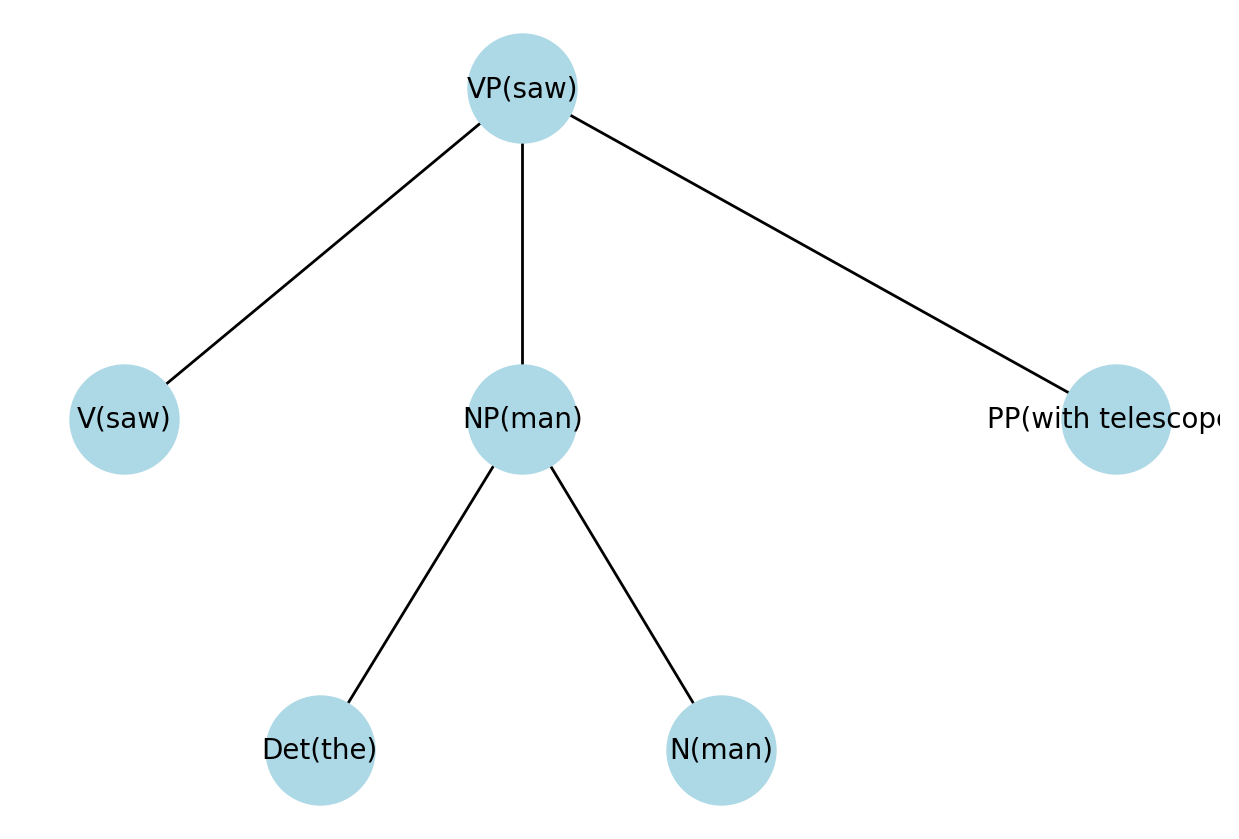 VP(saw)
V(saw)
NP(man)
PP(with telescope
Det(the)
N(man)